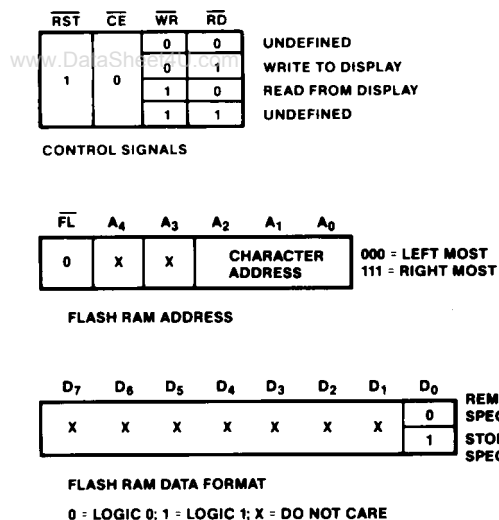 RST CE WR RD
0 0 UNDEFINED
www.DataSheet4U.com
0 1 WRITE TO DISPLAY
1 0
1 0 READ FROM DISPLAY
1 1 UNDEFINED
CONTROL SIGNALS
FL A4 A3 A2 A1 A0
0 X X CHARACTER ADDRESS
000 = LEFT MOST
111 = RIGHT MOST
FLASH RAM ADDRESS
D7 D6 D5 D4 D3 D2 D1 D0
X X X X X X X
0
1
FLASH RAM DATA FORMAT
0 = LOGIC 0; 1 = LOGIC 1; X = DO NOT CARE